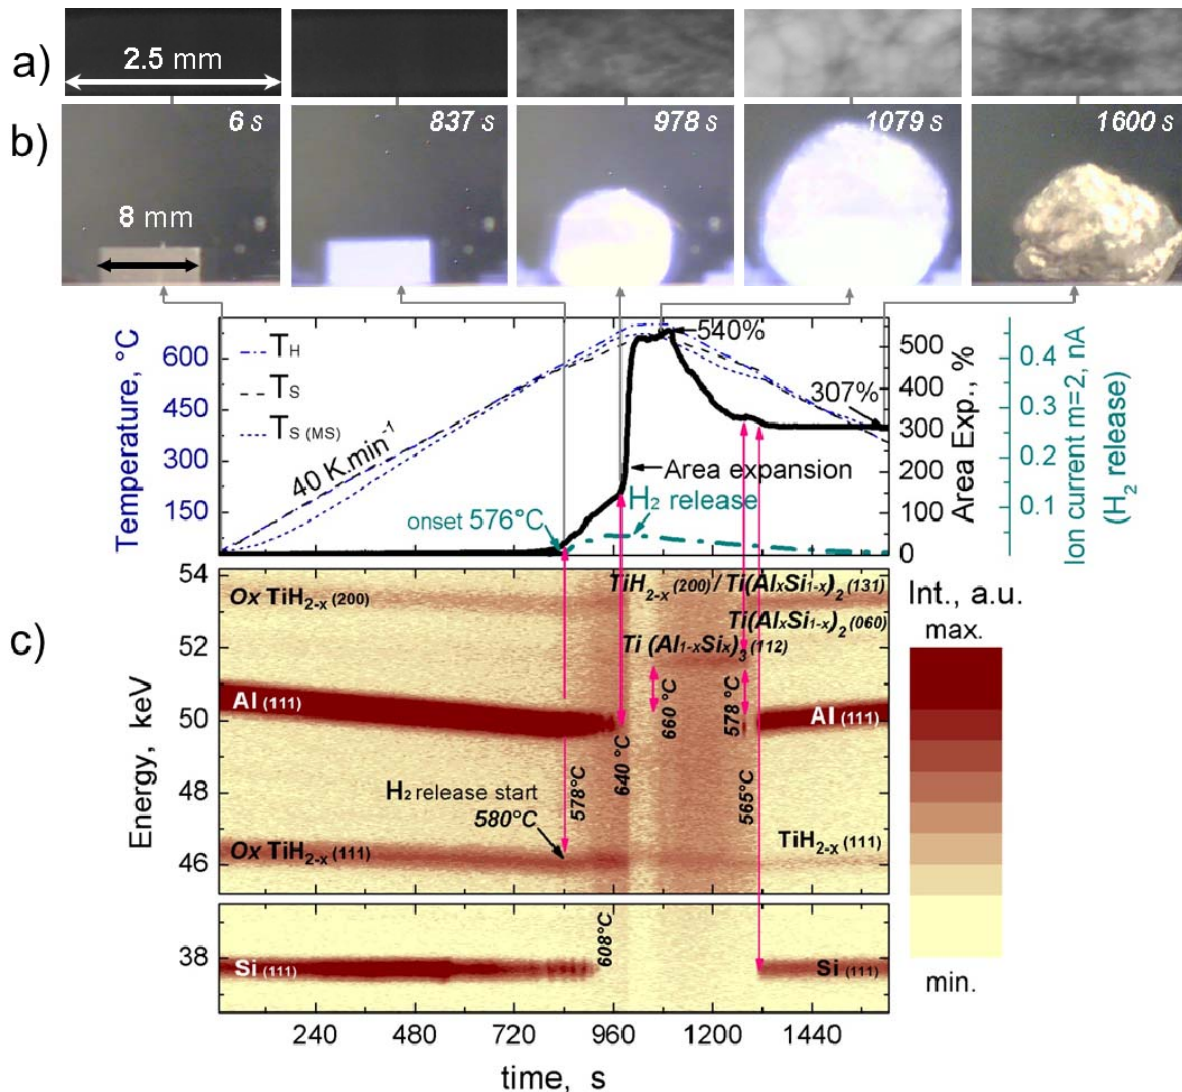 a)
2.5 mm
b)
6 s
837 s
978 s
1079 s
1600 s
8 mm
Temperature, °C
600
450
300
150
T_H
T_S
T_S (MS)
40 K.min⁻¹
540%
307%
Area expansion
H₂ release
onset 576°C
500
400
300
200
100
0
Area Exp., %
0.4
0.3
0.2
0.1
Ion current m=2, nA
(H₂ release)
c)
Energy, keV
54
52
50
48
46
38
Ox TiH₂₋ₓ (200)
TiH₂₋ₓ (200) / Ti(AlₓSi₁₋ₓ)₂ (131)
Ti(AlₓSi₁₋ₓ)₂ (060)
Ti (Al₁₋ₓSiₓ)₃ (112)
Al (111)
Al (111)
660 °C
578 °C
640 °C
578°C
565°C
H₂ release start
580°C
Ox TiH₂₋ₓ (111)
TiH₂₋ₓ (111)
608°C
Si (111)
Si (111)
240
480
720
960
1200
1440
time, s
Int., a.u.
max.
min.